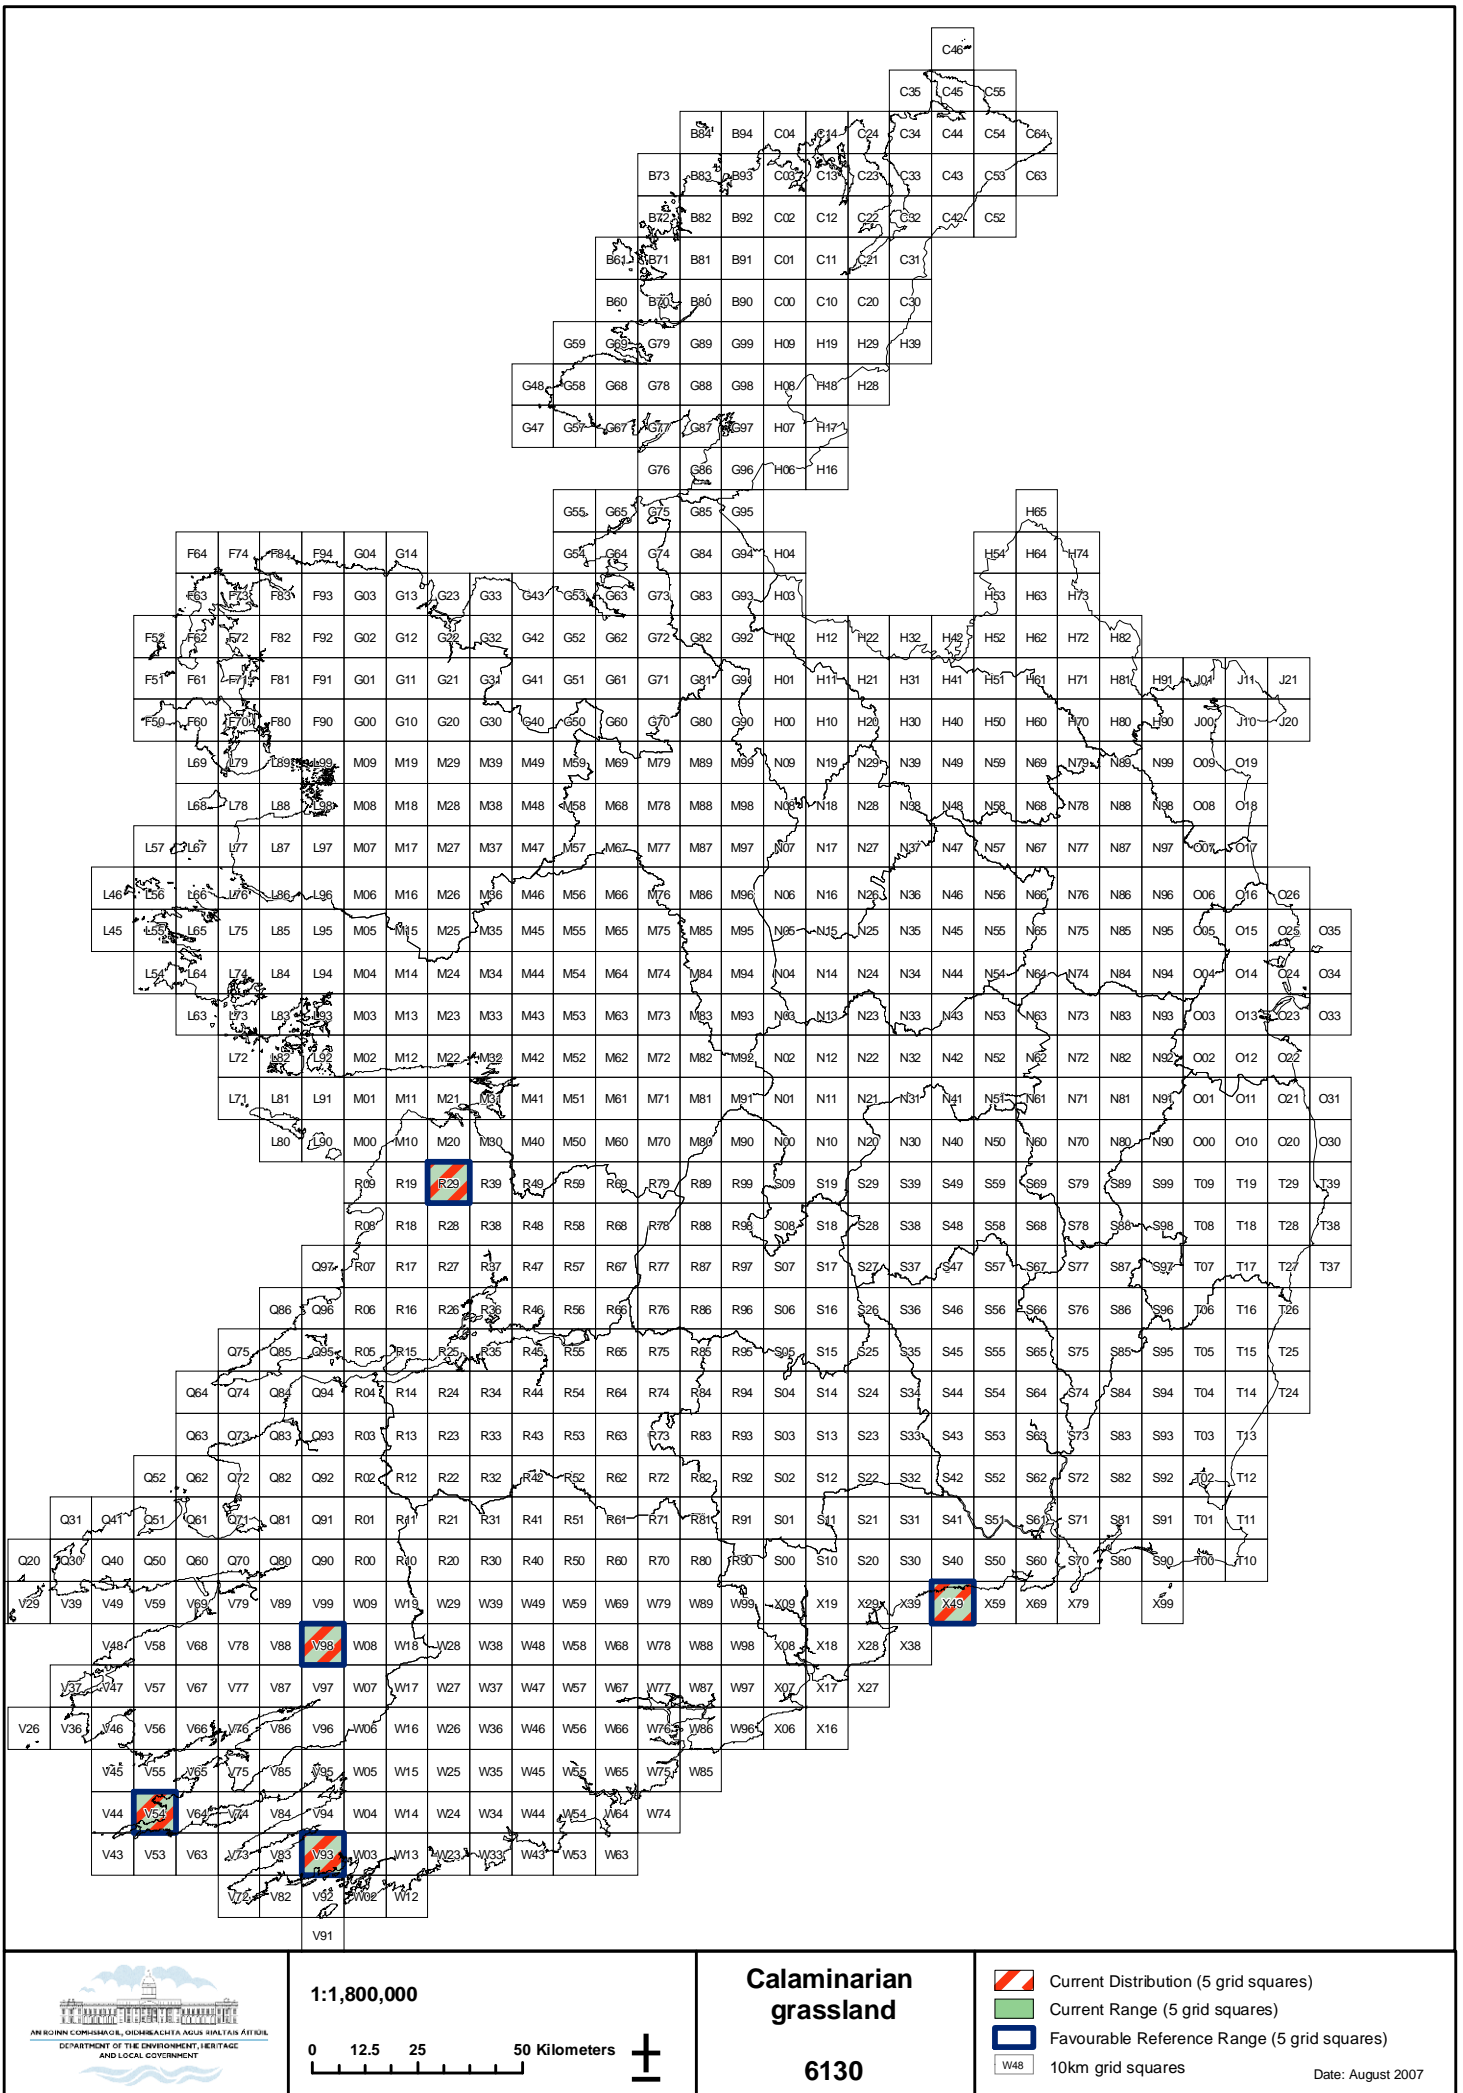 C46
C35 C45 C55
B84 B94 C04 C14 C24 C34 C44 C54 C64
B73 B83 B93 C03 C13 C23 C33 C43 C53 C63
B72 B82 B92 C02 C12 C22 C32 C42 C52
B61 B71 B81 B91 C01 C11 C21 C31
B60 B70 B80 B90 C00 C10 C20 C30
G59 G69 G79 G89 G99 H09 H19 H29 H39
G48 G58 G68 G78 G88 G98 H08 H18 H28
G47 G57 G67 G77 G87 G97 H07 H17
G76 G86 G96 H06 H16
G55 G65 G75 G85 G95 H65
F64 F74 F84 F94 G04 G14 G54 G64 G74 G84 G94 H04 H54 H64 H74
F63 F73 F83 F93 G03 G13 G23 G33 G43 G53 G63 G73 G83 G93 H03 H53 H63 H73
F52 F62 F72 F82 F92 G02 G12 G22 G32 G42 G52 G62 G72 G82 G92 H02 H12 H22 H32 H42 H52 H62 H72 H82
F51 F61 F71 F81 F91 G01 G11 G21 G31 G41 G51 G61 G71 G81 G91 H01 H11 H21 H31 H41 H51 H61 H71 H81 H91 J01 J11 J21
F50 F60 F70 F80 F90 G00 G10 G20 G30 G40 G50 G60 G70 G80 G90 H00 H10 H20 H30 H40 H50 H60 H70 H80 H90 J00 J10 J20
L69 L79 L89 L99 M09 M19 M29 M39 M49 M59 M69 M79 M89 M99 N09 N19 N29 N39 N49 N59 N69 N79 N89 N99 O09 O19
L68 L78 L88 L98 M08 M18 M28 M38 M48 M58 M68 M78 M88 M98 N08 N18 N28 N38 N48 N58 N68 N78 N88 N98 O08 O18
L57 L67 L77 L87 L97 M07 M17 M27 M37 M47 M57 M67 M77 M87 M97 N07 N17 N27 N37 N47 N57 N67 N77 N87 N97 O07 O17
L46 L56 L66 L76 L86 L96 M06 M16 M26 M36 M46 M56 M66 M76 M86 M96 N06 N16 N26 N36 N46 N56 N66 N76 N86 N96 O06 O16 O26
L45 L55 L65 L75 L85 L95 M05 M15 M25 M35 M45 M55 M65 M75 M85 M95 N05 N15 N25 N35 N45 N55 N65 N75 N85 N95 O05 O15 O25 O35
L54 L64 L74 L84 L94 M04 M14 M24 M34 M44 M54 M64 M74 M84 M94 N04 N14 N24 N34 N44 N54 N64 N74 N84 N94 O04 O14 O24 O34
L63 L73 L83 L93 M03 M13 M23 M33 M43 M53 M63 M73 M83 M93 N03 N13 N23 N33 N43 N53 N63 N73 N83 N93 O03 O13 O23 O33
L72 L82 L92 M02 M12 M22 M32 M42 M52 M62 M72 M82 M92 N02 N12 N22 N32 N42 N52 N62 N72 N82 N92 O02 O12 O22
L71 L81 L91 M01 M11 M21 M31 M41 M51 M61 M71 M81 M91 N01 N11 N21 N31 N41 N51 N61 N71 N81 N91 O01 O11 O21 O31
L80 L90 M00 M10 M20 M30 M40 M50 M60 M70 M80 M90 N00 N10 N20 N30 N40 N50 N60 N70 N80 N90 O00 O10 O20 O30
R09 R19 R29 R39 R49 R59 R69 R79 R89 R99 S09 S19 S29 S39 S49 S59 S69 S79 S89 S99 T09 T19 T29 T39
R08 R18 R28 R38 R48 R58 R68 R78 R88 R98 S08 S18 S28 S38 S48 S58 S68 S78 S88 S98 T08 T18 T28 T38
Q97 R07 R17 R27 R37 R47 R57 R67 R77 R87 R97 S07 S17 S27 S37 S47 S57 S67 S77 S87 S97 T07 T17 T27 T37
Q86 Q96 R06 R16 R26 R36 R46 R56 R66 R76 R86 R96 S06 S16 S26 S36 S46 S56 S66 S76 S86 S96 T06 T16 T26
Q75 Q85 Q95 R05 R15 R25 R35 R45 R55 R65 R75 R85 R95 S05 S15 S25 S35 S45 S55 S65 S75 S85 S95 T05 T15 T25
Q64 Q74 Q84 Q94 R04 R14 R24 R34 R44 R54 R64 R74 R84 R94 S04 S14 S24 S34 S44 S54 S64 S74 S84 S94 T04 T14 T24
Q63 Q73 Q83 Q93 R03 R13 R23 R33 R43 R53 R63 R73 R83 R93 S03 S13 S23 S33 S43 S53 S63 S73 S83 S93 T03 T13
Q52 Q62 Q72 Q82 Q92 R02 R12 R22 R32 R42 R52 R62 R72 R82 R92 S02 S12 S22 S32 S42 S52 S62 S72 S82 S92 T02 T12
Q31 Q41 Q51 Q61 Q71 Q81 Q91 R01 R11 R21 R31 R41 R51 R61 R71 R81 R91 S01 S11 S21 S31 S41 S51 S61 S71 S81 S91 T01 T11
Q20 Q30 Q40 Q50 Q60 Q70 Q80 Q90 R00 R10 R20 R30 R40 R50 R60 R70 R80 R90 S00 S10 S20 S30 S40 S50 S60 S70 S80 S90 T00 T10
V29 V39 V49 V59 V69 V79 V89 V99 W09 W19 W29 W39 W49 W59 W69 W79 W89 W99 X09 X19 X29 X39 X49 X59 X69 X79 X99
V48 V58 V68 V78 V88 V98 W08 W18 W28 W38 W48 W58 W68 W78 W88 W98 X08 X18 X28 X38
V37 V47 V57 V67 V77 V87 V97 W07 W17 W27 W37 W47 W57 W67 W77 W87 W97 X07 X17 X27
V26 V36 V46 V56 V66 V76 V86 V96 W06 W16 W26 W36 W46 W56 W66 W76 W86 W96 X06 X16
V45 V55 V65 V75 V85 V95 W05 W15 W25 W35 W45 W55 W65 W75 W85
V44 V54 V64 V74 V84 V94 W04 W14 W24 W34 W44 W54 W64 W74
V43 V53 V63 V73 V83 V93 W03 W13 W23 W33 W43 W53 W63
V72 V82 V92 W02 W12
V91
AN ROINN COMHSHAOIL, OIDHREACHTA AGUS RIALTAIS ÁITIÚIL
DEPARTMENT OF THE ENVIRONMENT, HERITAGE
AND LOCAL GOVERNMENT
1:1,800,000
0 12.5 25 50 Kilometers
Calaminarian
grassland
6130
Current Distribution (5 grid squares)
Current Range (5 grid squares)
Favourable Reference Range (5 grid squares)
W48 10km grid squares
Date: August 2007